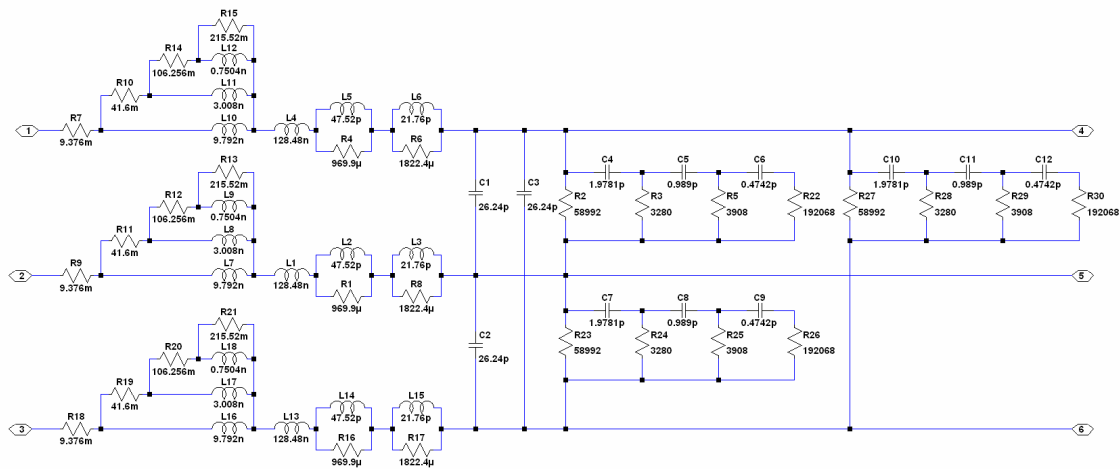 R15
215.52m
R14
L12
106.256m
0.7504n
R10
L11
41.6m
3.008n
L5
L6
1
R7
L10
L4
47.52p
21.76p
4
9.376m
9.792n
128.48n
R4
R6
969.9µ
1822.4µ
R13
215.52m
R12
L9
106.256m
0.7504n
R11
L8
41.6m
3.008n
C1
26.24p
C3
26.24p
C4
1.9781p
C5
0.989p
C6
0.4742p
R2
58992
R3
3280
R5
3908
R22
192068
C10
1.9781p
C11
0.989p
C12
0.4742p
R27
58992
R28
3280
R29
3908
R30
192068
L2
L3
2
R9
L7
L1
47.52p
21.76p
5
9.376m
9.792n
128.48n
R1
R8
969.9µ
1822.4µ
R21
215.52m
R20
L18
106.256m
0.7504n
R19
L17
41.6m
3.008n
C2
26.24p
C7
1.9781p
C8
0.989p
C9
0.4742p
R23
58992
R24
3280
R25
3908
R26
192068
L14
L15
3
R18
L16
L13
47.52p
21.76p
6
9.376m
9.792n
128.48n
R16
R17
969.9µ
1822.4µ